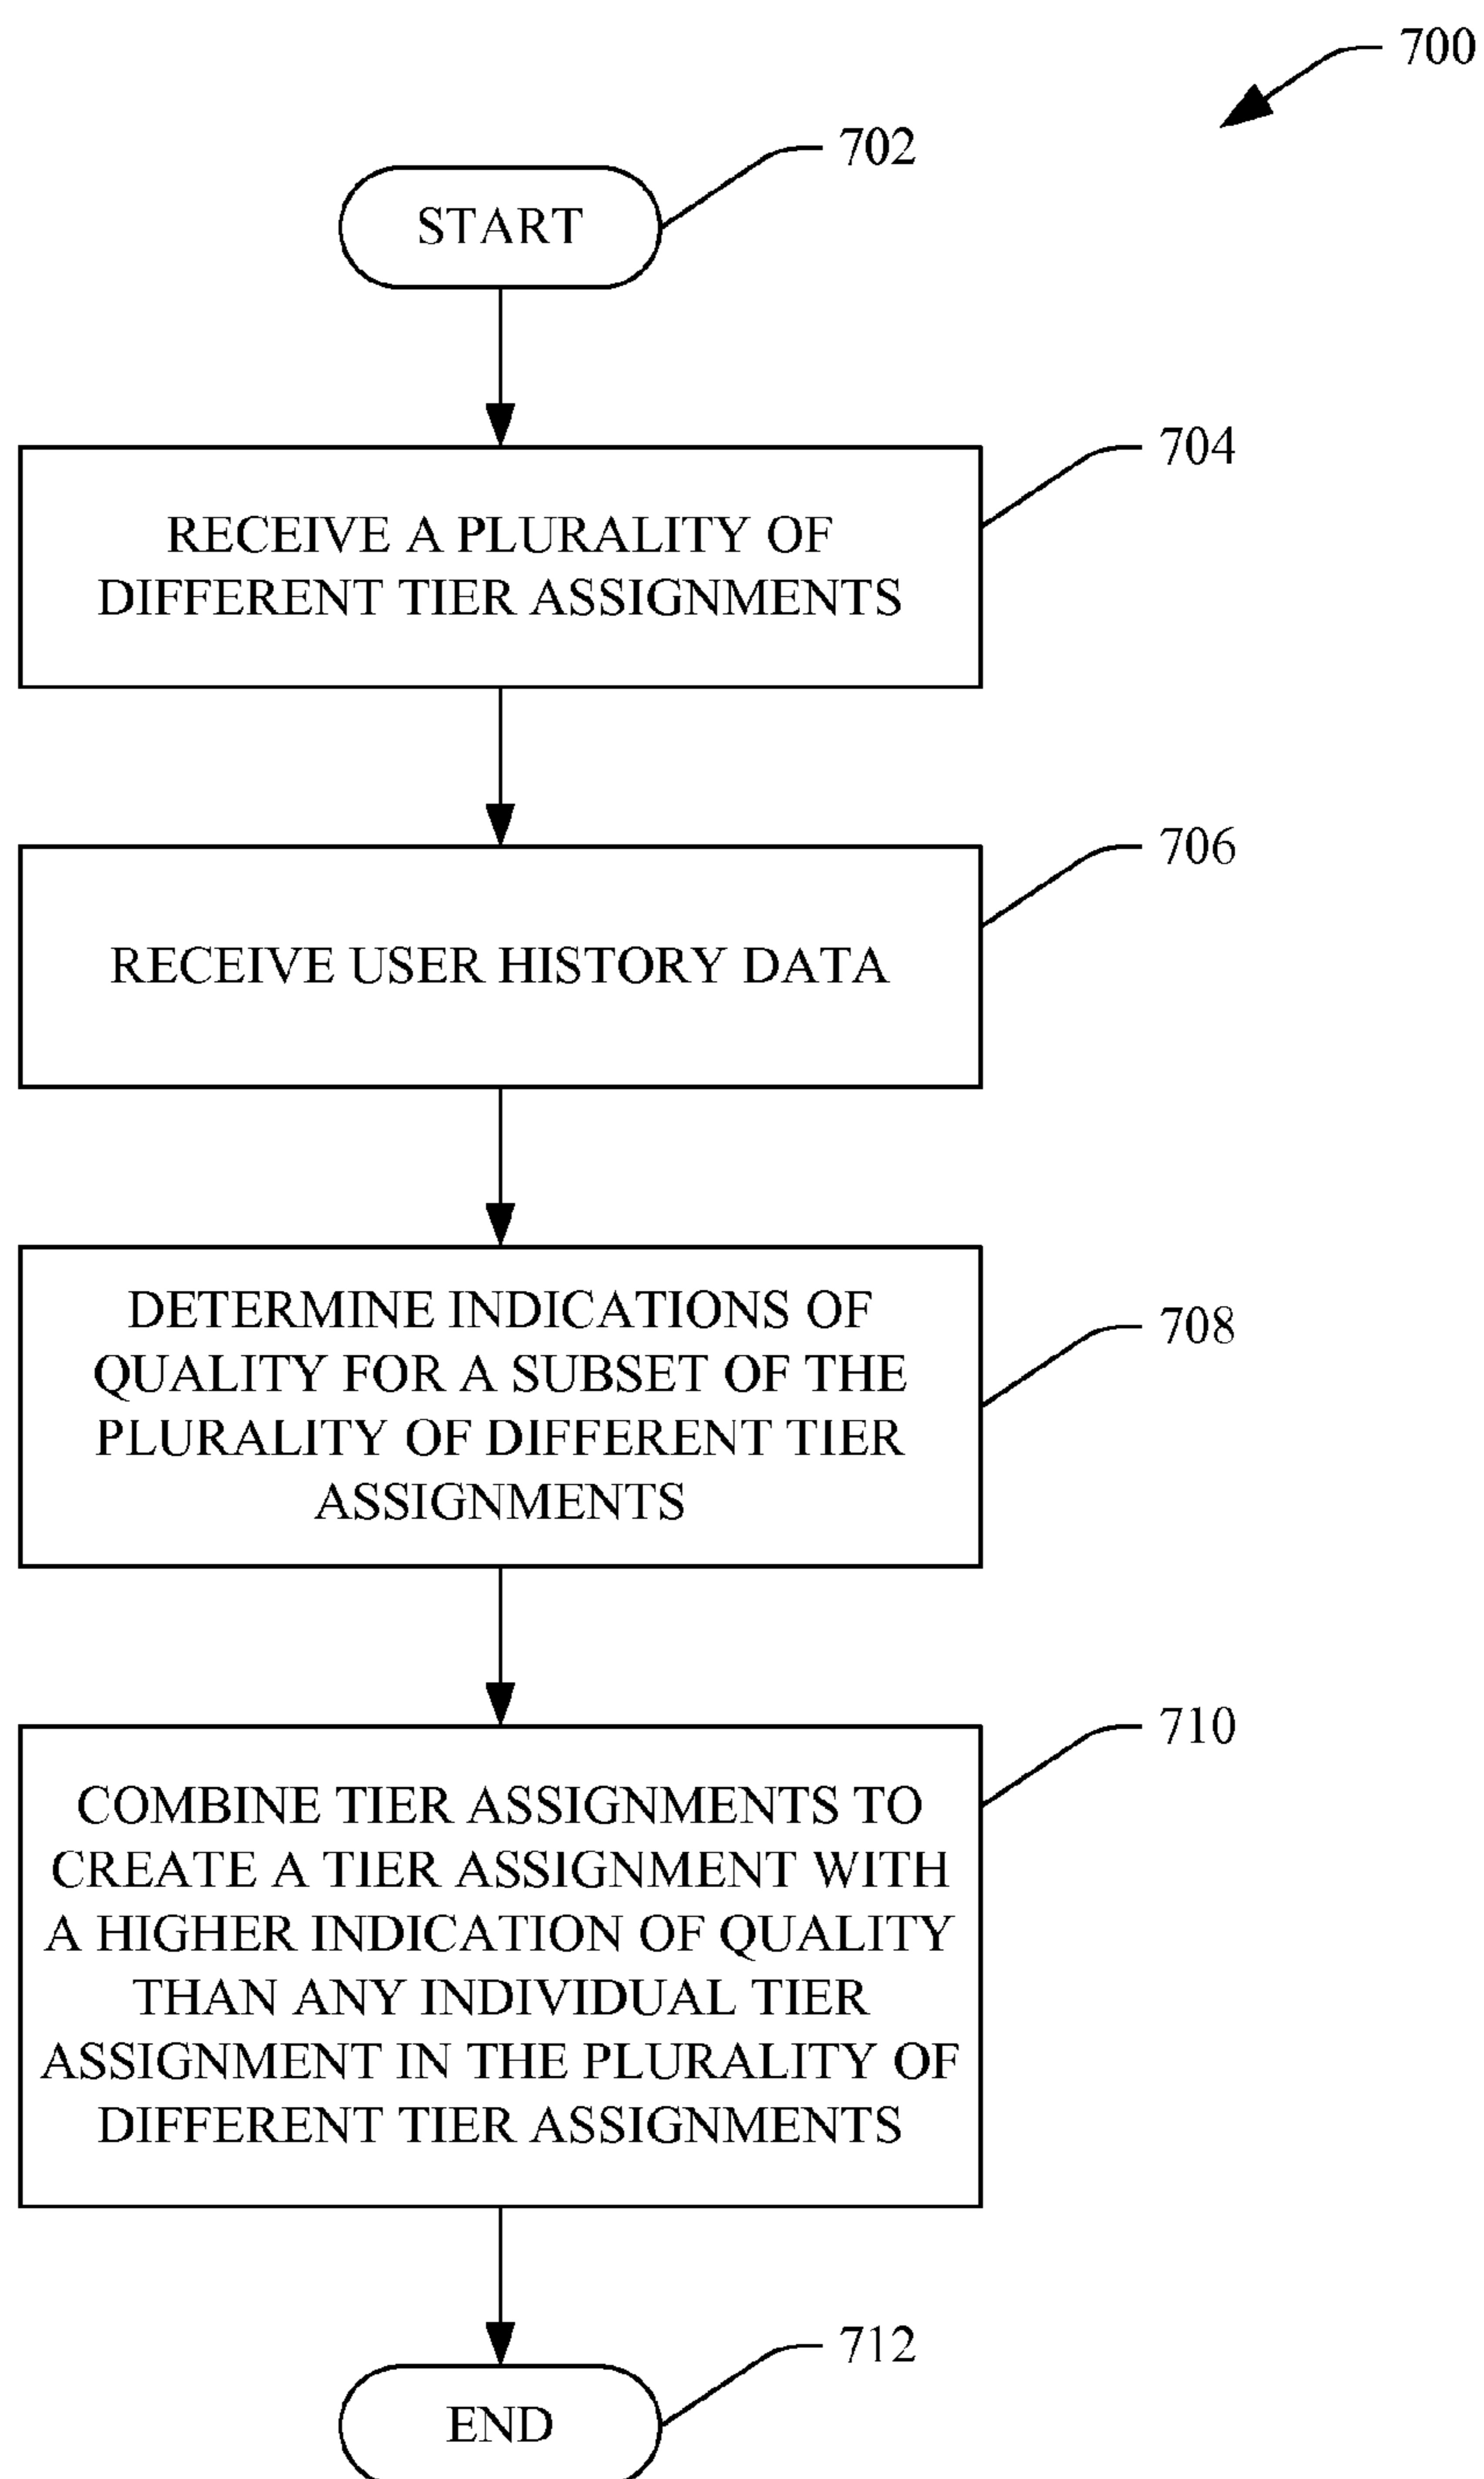 700
702
START
704
RECEIVE A PLURALITY OF
DIFFERENT TIER ASSIGNMENTS
706
RECEIVE USER HISTORY DATA
708
DETERMINE INDICATIONS OF
QUALITY FOR A SUBSET OF THE
PLURALITY OF DIFFERENT TIER
ASSIGNMENTS
710
COMBINE TIER ASSIGNMENTS TO
CREATE A TIER ASSIGNMENT WITH
A HIGHER INDICATION OF QUALITY
THAN ANY INDIVIDUAL TIER
ASSIGNMENT IN THE PLURALITY OF
DIFFERENT TIER ASSIGNMENTS
712
END